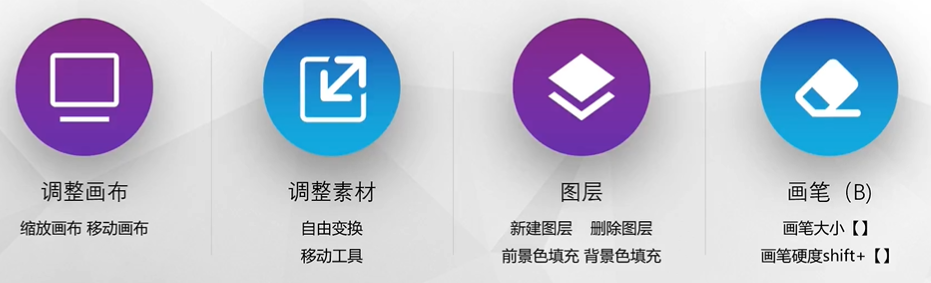 调整画布
缩放画布 移动画布
调整素材
自由变换
移动工具
图层
新建图层 删除图层
前景色填充 背景色填充
画笔（B)
画笔大小【】
画笔硬度shift+【】